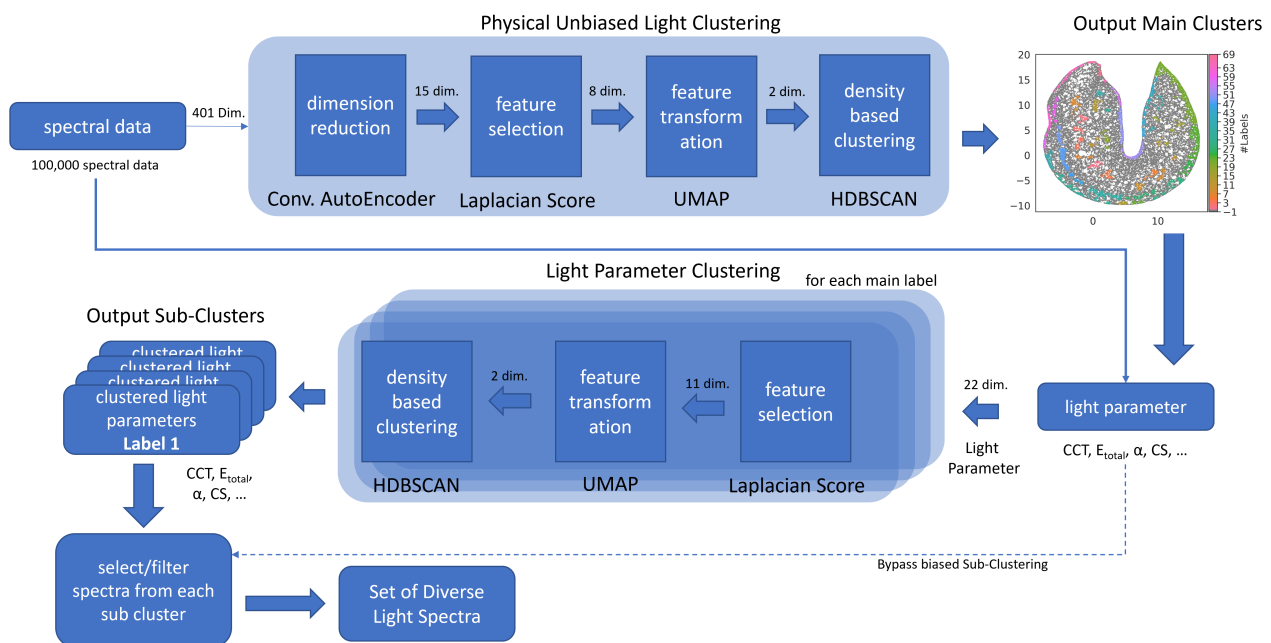 Physical Unbiased Light Clustering
Output Main Clusters
spectral data
100,000 spectral data
401 Dim.
dimension
reduction
Conv. AutoEncoder
15 dim.
feature
selection
Laplacian Score
8 dim.
feature
transform
ation
UMAP
2 dim.
density
based
clustering
HDBSCAN
20
15
10
5
0
−5
−10
0
10
69
63
59
55
51
47
43
39
35
31
27
23
19
15
11
7
3
−1
#Labels
Light Parameter Clustering
for each main label
light parameter
CCT, Etotal, α, CS, ...
22 dim.
Light
Parameter
feature
selection
Laplacian Score
11 dim.
feature
transform
ation
UMAP
2 dim.
density
based
clustering
HDBSCAN
Output Sub-Clusters
clustered light
clustered light
clustered light
clustered light
parameters
Label 1
CCT, Etotal,
α, CS, ...
Bypass biased Sub-Clustering
select/filter
spectra from each
sub cluster
Set of Diverse
Light Spectra